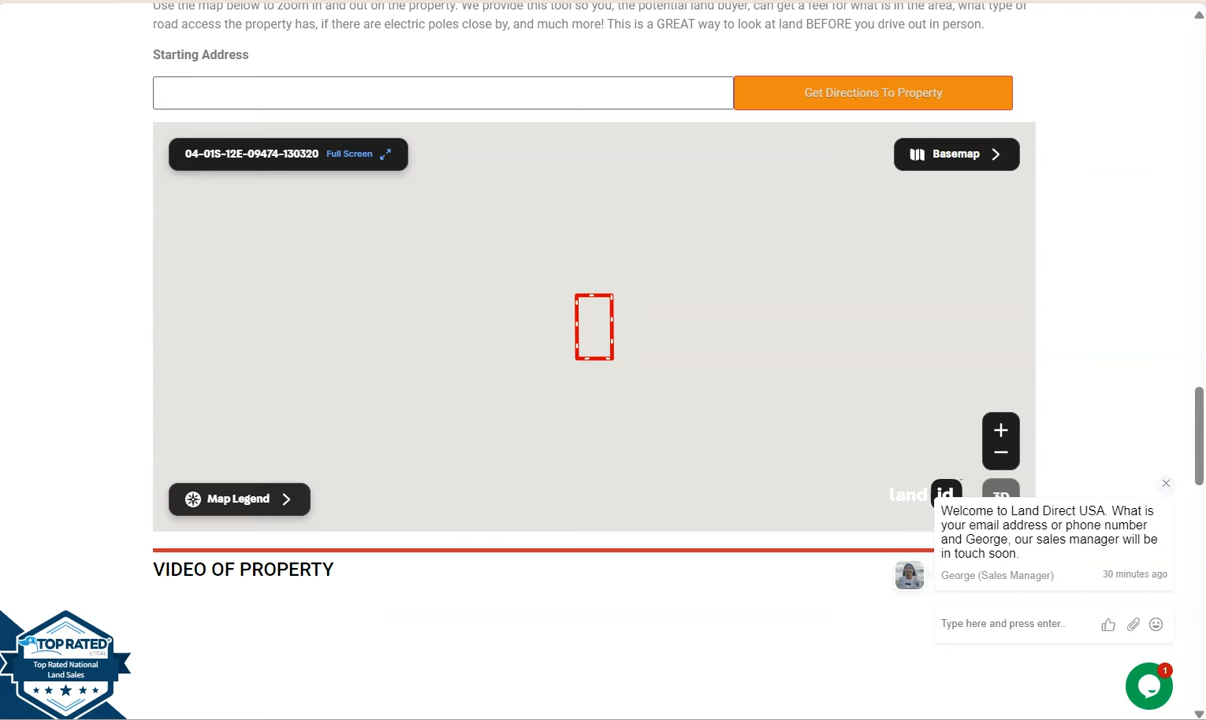 Use the map below to zoom in and out on the property. We provide this tool so you, the potential land buyer, can get a feel for what is in the area, what type of
road access the property has, if there are electric poles close by, and much more! This is a GREAT way to look at land BEFORE you drive out in person.
Starting Address
Get Directions To Property
04-01S-12E-09474-130320 Full Screen
Basemap
Map Legend
land id
3D
Welcome to Land Direct USA. What is
your email address or phone number
and George, our sales manager will be
in touch soon.
George (Sales Manager) 30 minutes ago
VIDEO OF PROPERTY
Type here and press enter..
1
TOP RATED
LOCAL
Top Rated National
Land Sales